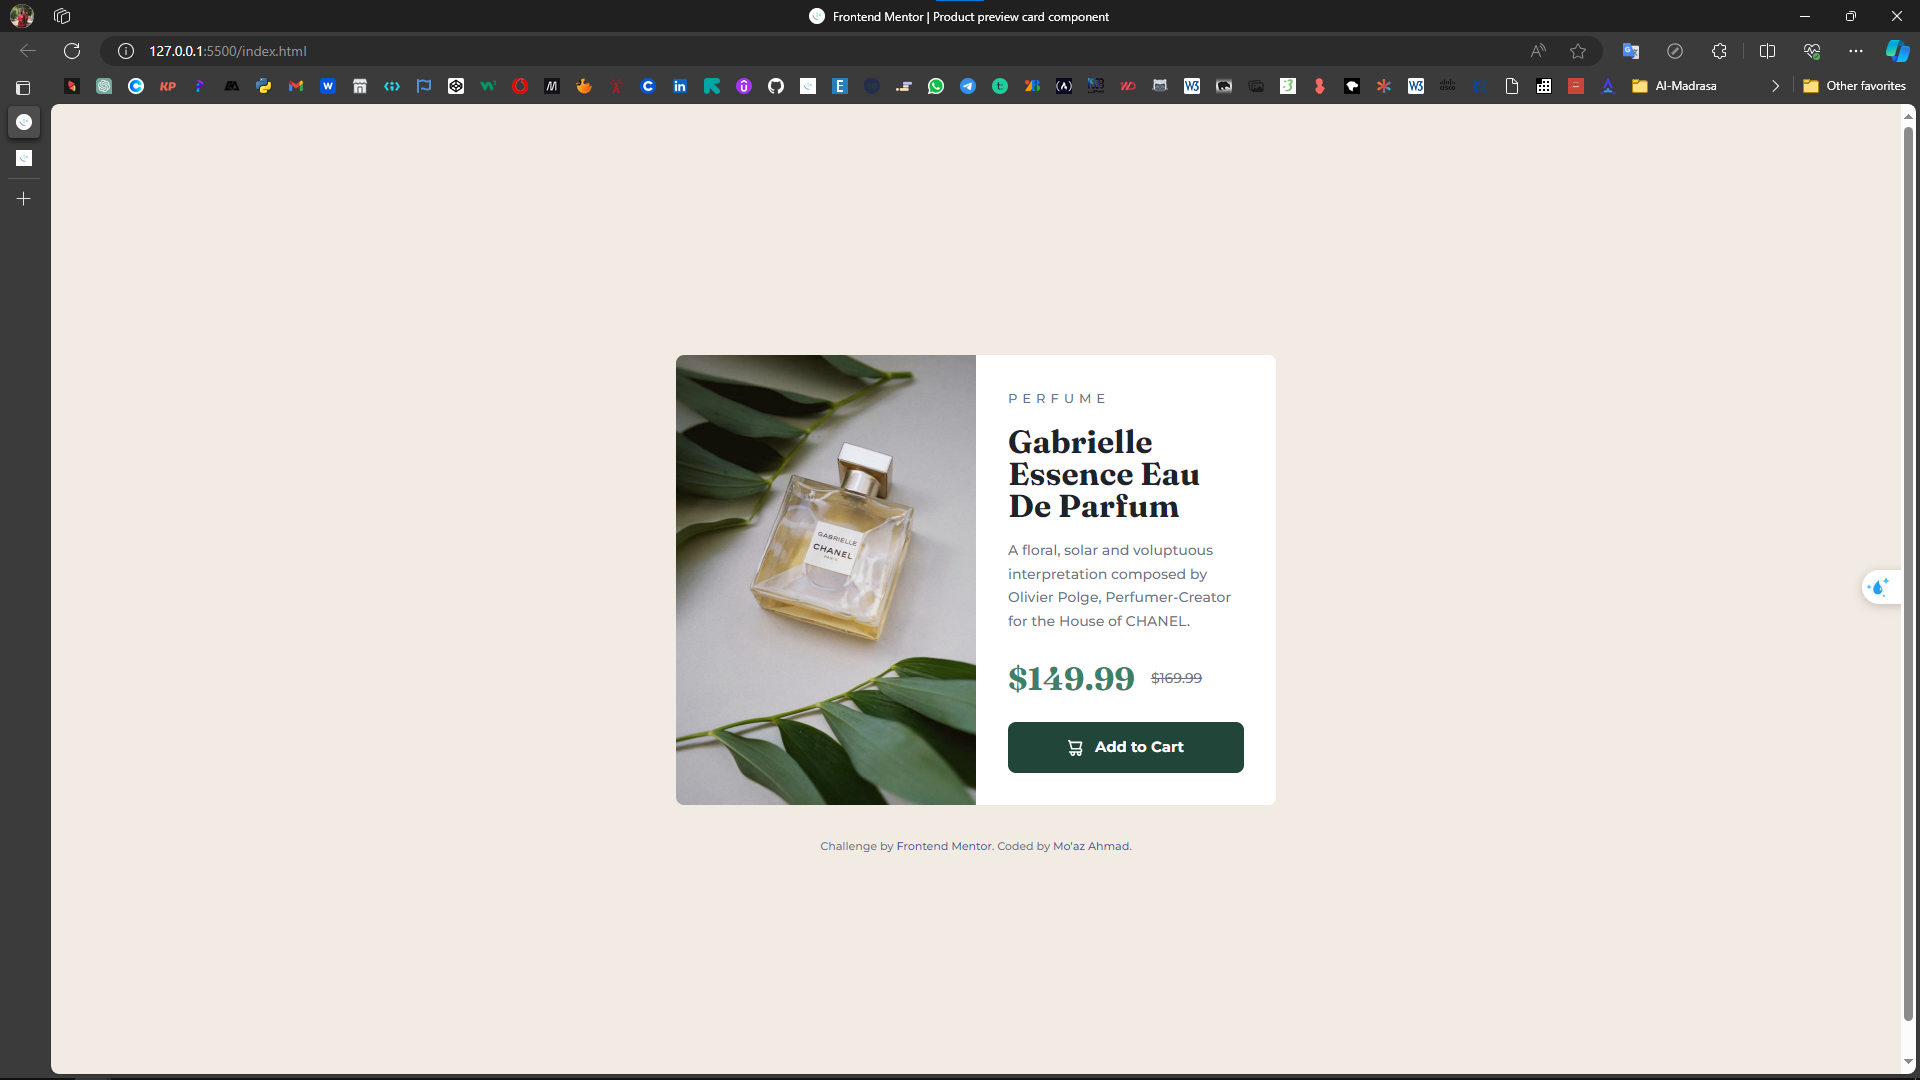 Frontend Mentor | Product preview card component
127.0.0.1:5500/index.html
Al-Madrasa
Other favorites
PERFUME
Gabrielle
Essence Eau
De Parfum
A floral, solar and voluptuous
interpretation composed by
Olivier Polge, Perfumer-Creator
for the House of CHANEL.
$149.99 $169.99
Add to Cart
GABRIELLE
CHANEL
PARIS
Challenge by Frontend Mentor. Coded by Mo'az Ahmad.